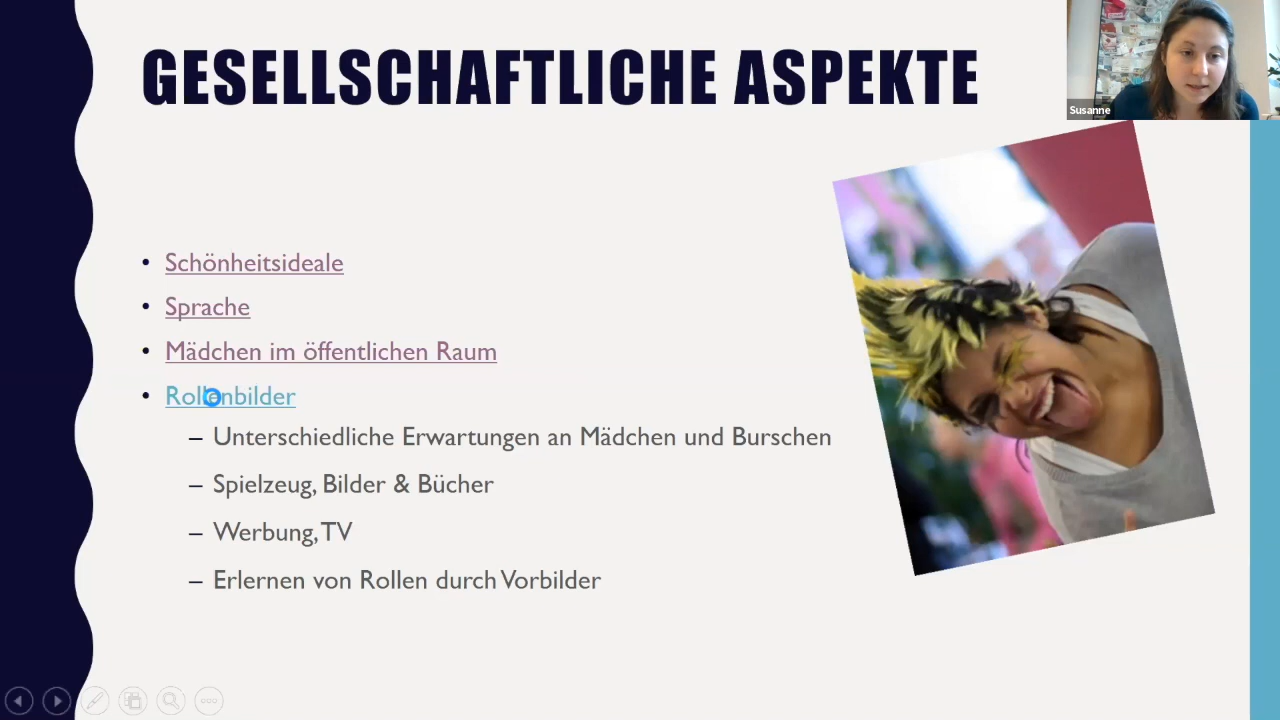 GESELLSCHAFTLICHE ASPEKTE
Susanne
• Schönheitsideale
• Sprache
• Mädchen im öffentlichen Raum
• Rollenbilder
– Unterschiedliche Erwartungen an Mädchen und Burschen
– Spielzeug, Bilder & Bücher
– Werbung, TV
– Erlernen von Rollen durch Vorbilder